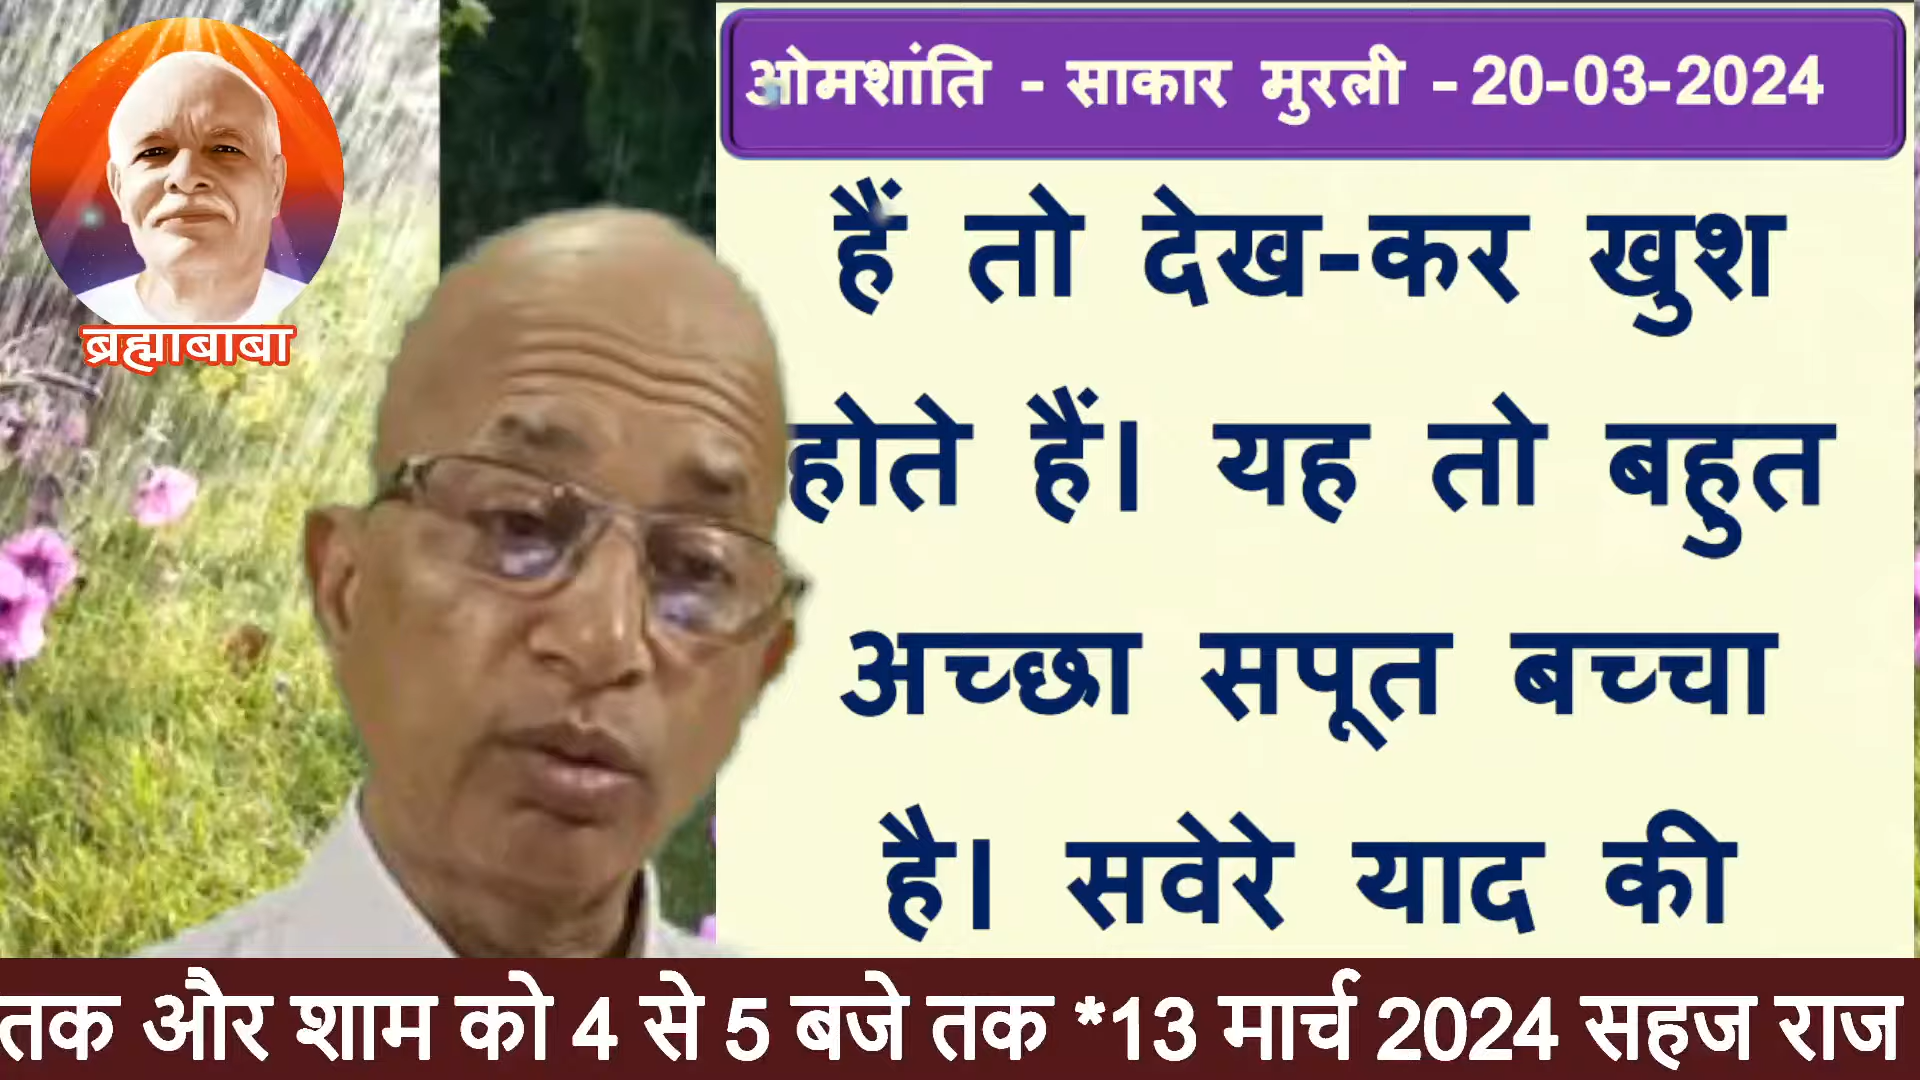 ओमशांति - साकार मुरली - 20-03-2024
हैं तो देख-कर खुश
होते हैं। यह तो बहुत
अच्छा सपूत बच्चा
है। सवेरे याद की
ब्रह्माबाबा
तक और शाम को 4 से 5 बजे तक *13 मार्च 2024 सहज राज